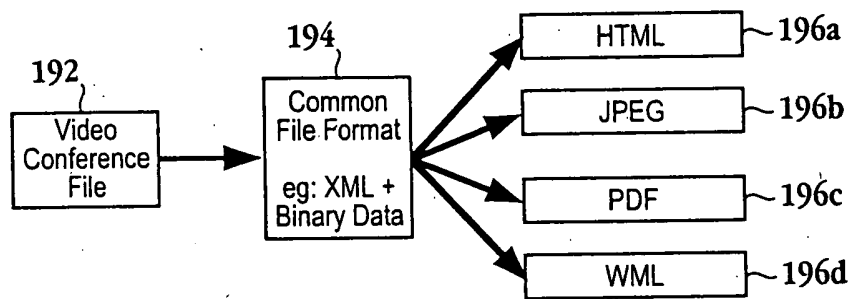 192
Video
Conference
File
194
Common
File Format
eg: XML +
Binary Data
HTML
196a
JPEG
196b
PDF
196c
WML
196d